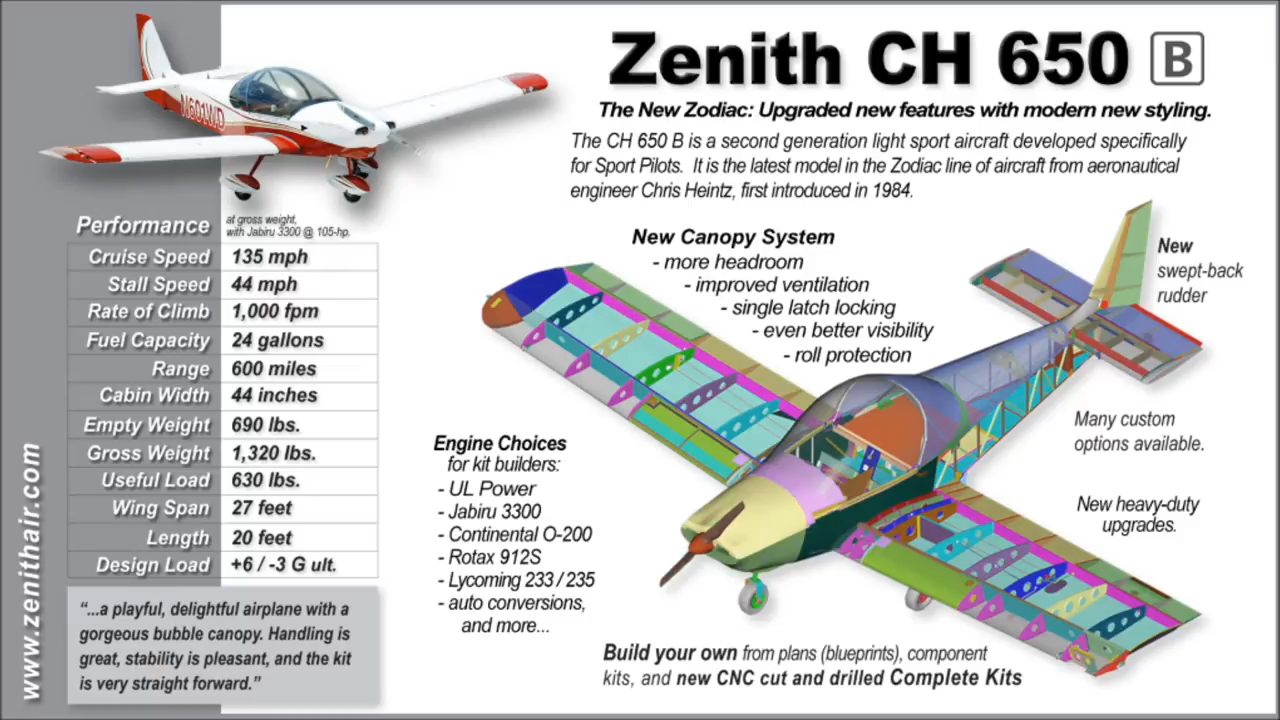 Zenith CH 650 B
The New Zodiac: Upgraded new features with modern new styling.
The CH 650 B is a second generation light sport aircraft developed specifically
for Sport Pilots. It is the latest model in the Zodiac line of aircraft from aeronautical
engineer Chris Heintz, first introduced in 1984.
N601WD
Performance
at gross weight,
with Jabiru 3300 @ 105-hp.
Cruise Speed 135 mph
Stall Speed 44 mph
Rate of Climb 1,000 fpm
Fuel Capacity 24 gallons
Range 600 miles
Cabin Width 44 inches
Empty Weight 690 lbs.
Gross Weight 1,320 lbs.
Useful Load 630 lbs.
Wing Span 27 feet
Length 20 feet
Design Load +6 / -3 G ult.
“...a playful, delightful airplane with a
gorgeous bubble canopy. Handling is
great, stability is pleasant, and the kit
is very straight forward.”
www.zenithair.com
New Canopy System
- more headroom
- improved ventilation
- single latch locking
- even better visibility
- roll protection
New
swept-back
rudder
Many custom
options available.
New heavy-duty
upgrades.
Engine Choices
for kit builders:
- UL Power
- Jabiru 3300
- Continental O-200
- Rotax 912S
- Lycoming 233 / 235
- auto conversions,
and more...
Build your own from plans (blueprints), component
kits, and new CNC cut and drilled Complete Kits